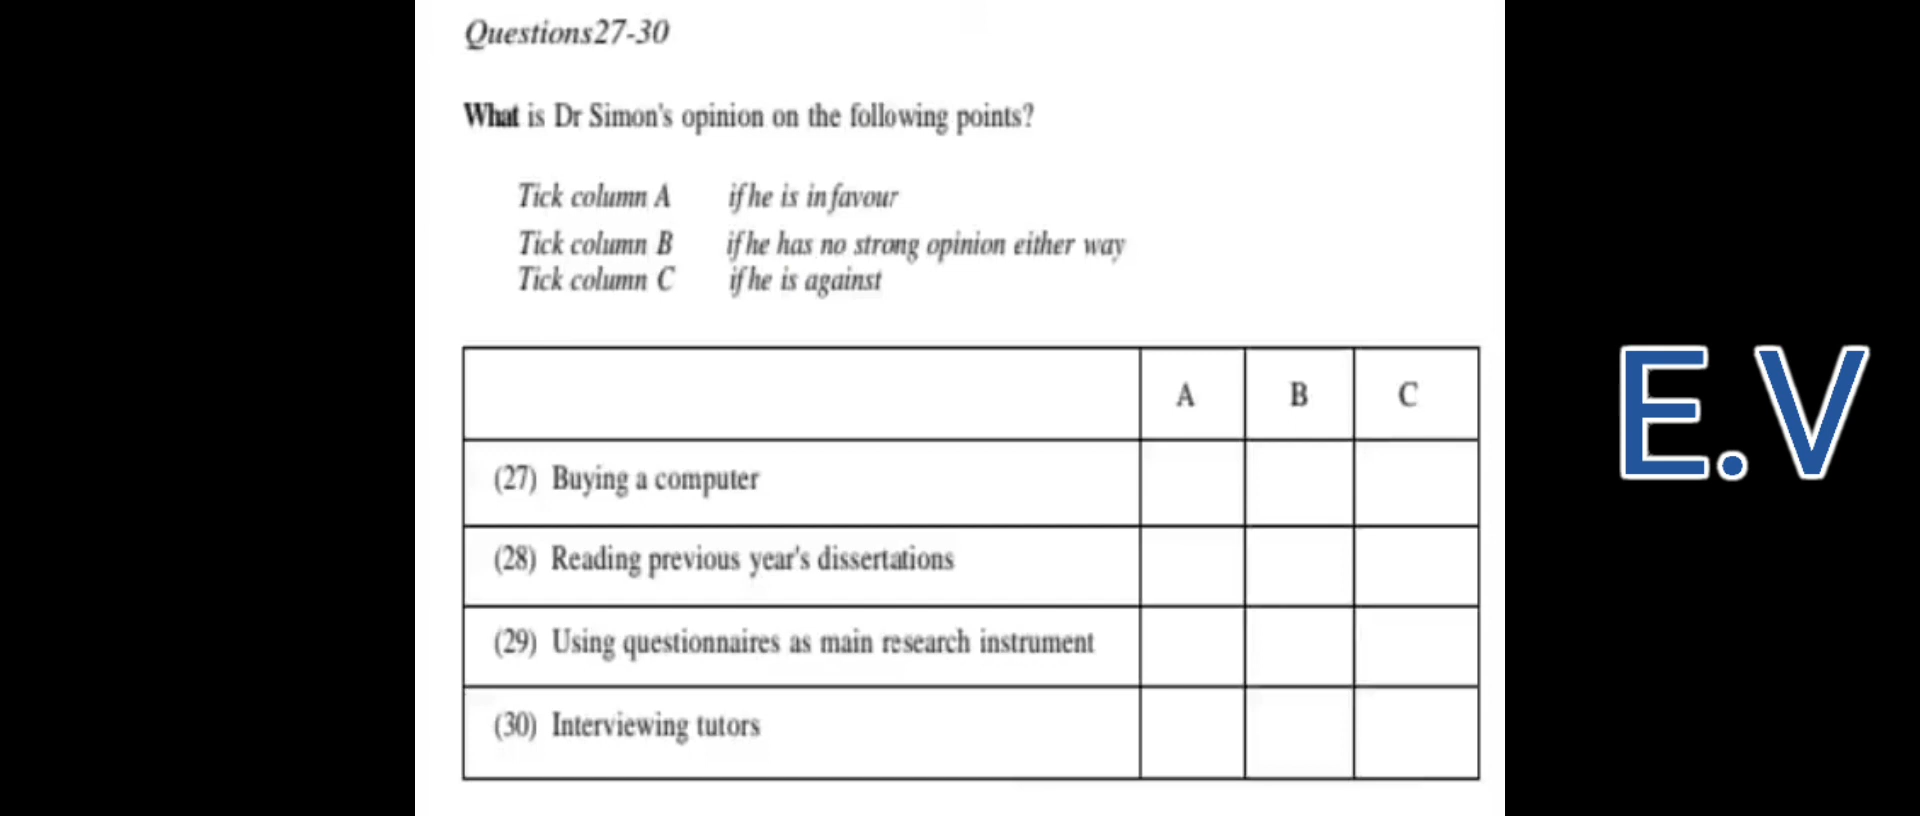 Questions27-30
What is Dr Simon's opinion on the following points?
Tick column A if he is in favour
Tick column B if he has no strong opinion either way
Tick column C if he is against
A B C
(27) Buying a computer
(28) Reading previous year's dissertations
(29) Using questionnaires as main research instrument
(30) Interviewing tutors
E.V